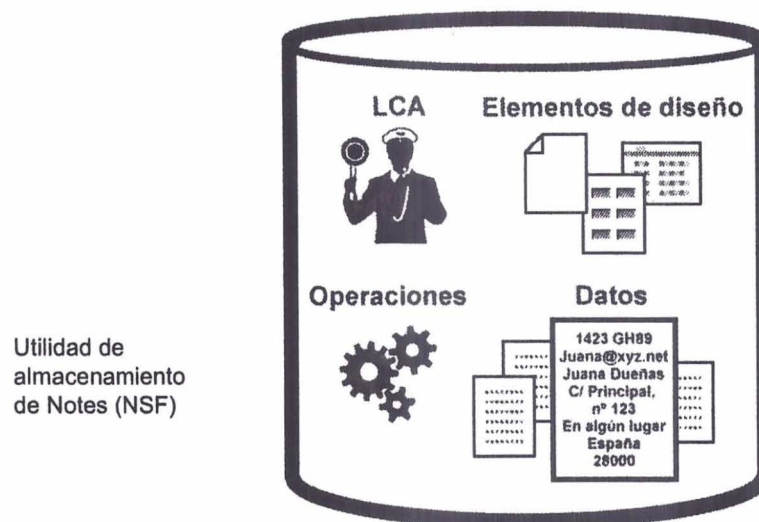 LCA
Elementos de diseño
Operaciones
Datos
1423 GH89
Juana@xyz.net
Juana Dueñas
C/ Principal,
nº 123
En algún lugar
España
28000
Utilidad de
almacenamiento
de Notes (NSF)